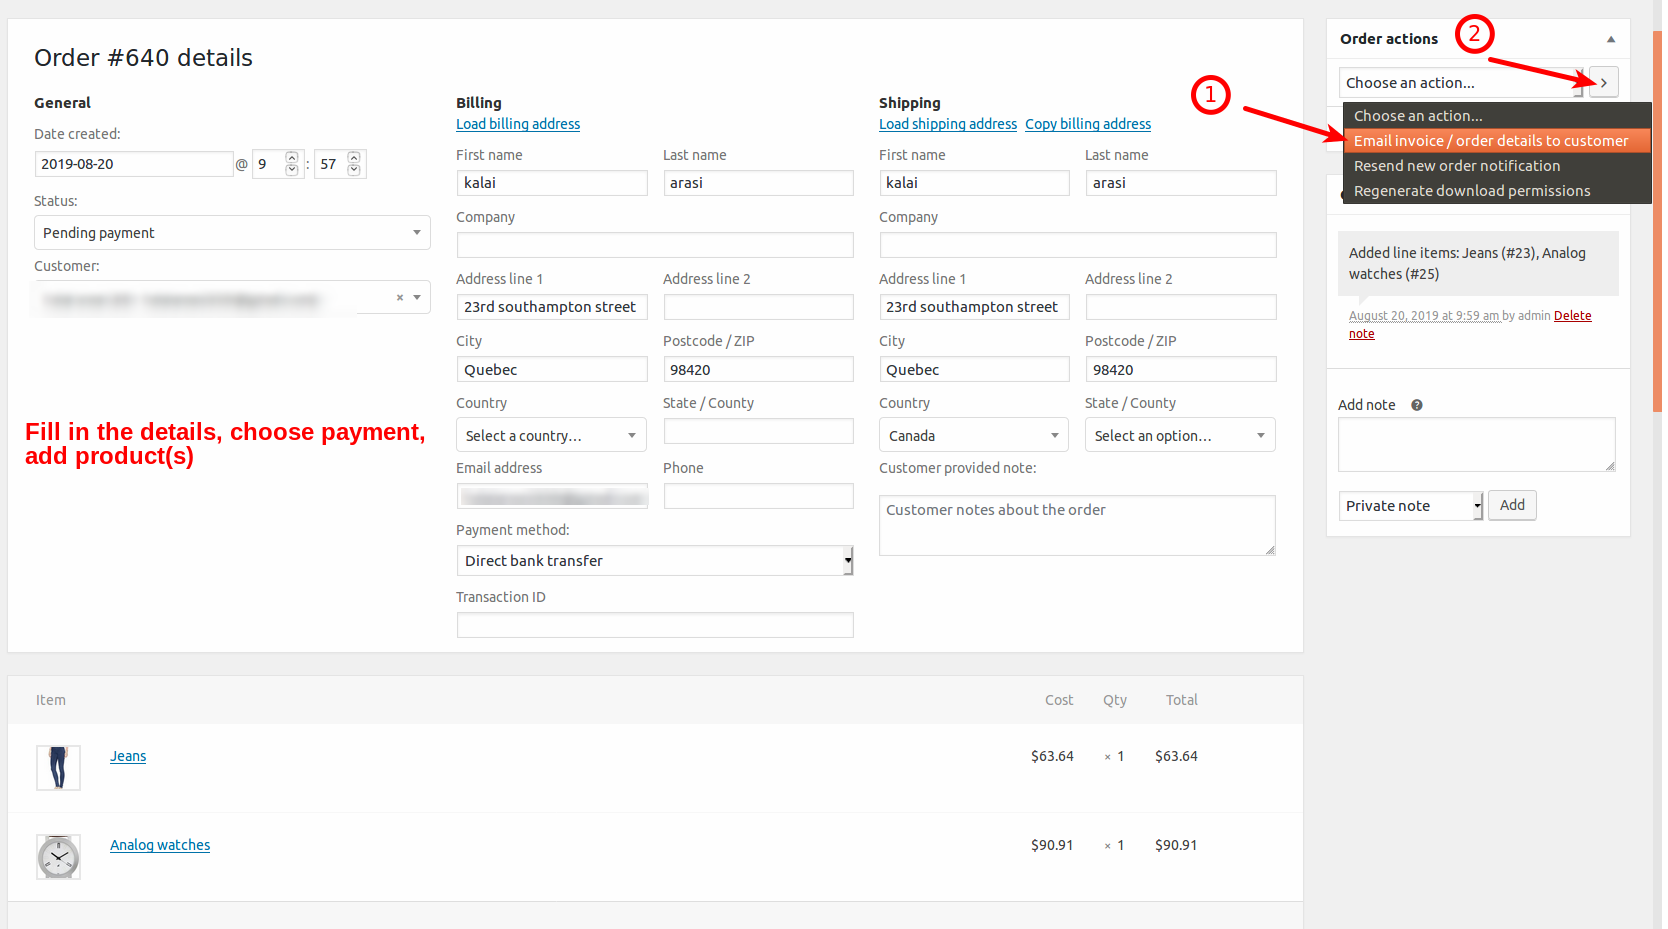 Order #640 details
General
Date created:
2019-08-20 @ 9 : 57
Status:
Pending payment
Customer:
×
Fill in the details, choose payment,
add product(s)
Billing
Load billing address
First name Last name
kalai arasi
Company
Address line 1 Address line 2
23rd southampton street
City Postcode / ZIP
Quebec 98420
Country State / County
Select a country...
Email address Phone
Payment method:
Direct bank transfer
Transaction ID
Shipping
Load shipping address Copy billing address
First name Last name
kalai arasi
Company
Address line 1 Address line 2
23rd southampton street
City Postcode / ZIP
Quebec 98420
Country State / County
Canada Select an option...
Customer provided note:
Customer notes about the order
1
2
Order actions
Choose an action...
Choose an action...
Email invoice / order details to customer
Resend new order notification
Regenerate download permissions
Added line items: Jeans (#23), Analog
watches (#25)
August 20, 2019 at 9:59 am by admin Delete
note
Add note ?
Private note Add
Item Cost Qty Total
Jeans $63.64 × 1 $63.64
Analog watches $90.91 × 1 $90.91